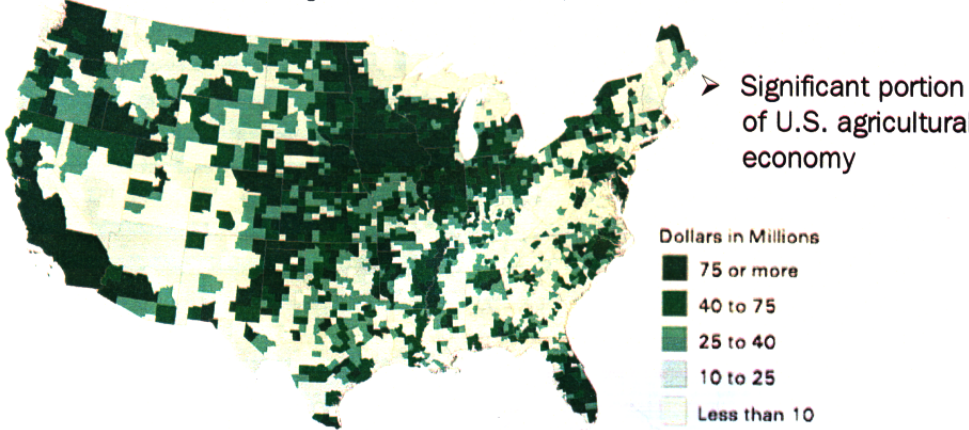 ➢ Significant portion
of U.S. agricultural
economy
Dollars in Millions
75 or more
40 to 75
25 to 40
10 to 25
Less than 10